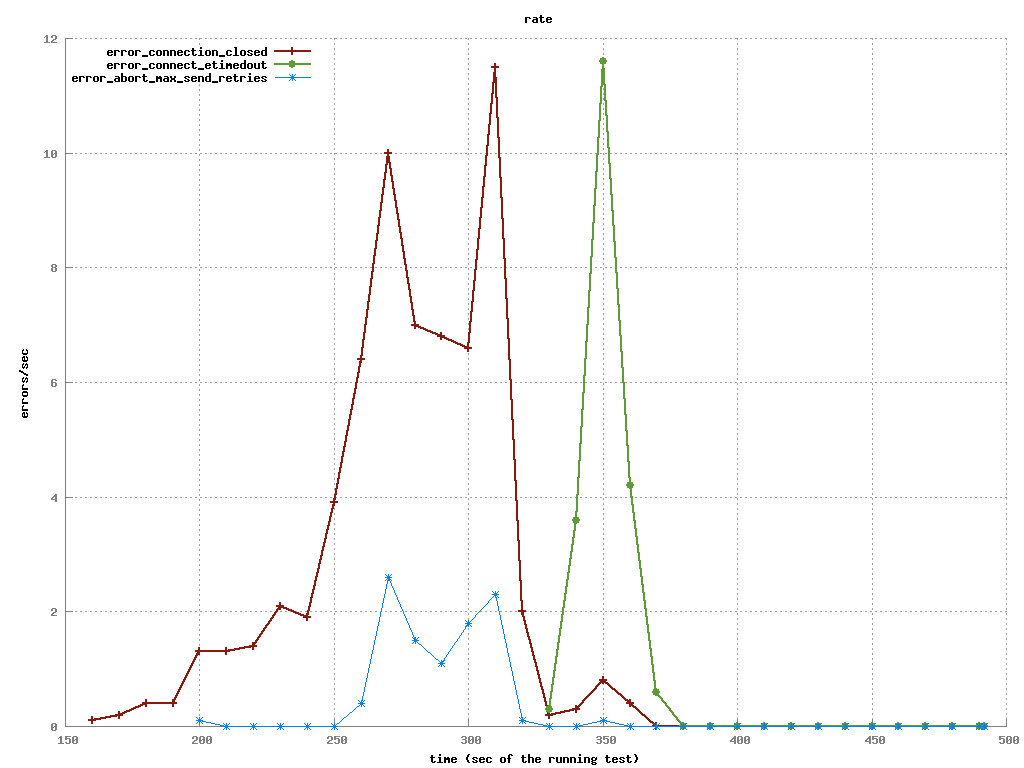 rate
error_connection_closed
error_connect_etimedout
error_abort_max_send_retries
12
10
8
6
4
2
0
errors/sec
150 200 250 300 350 400 450 500
time (sec of the running test)